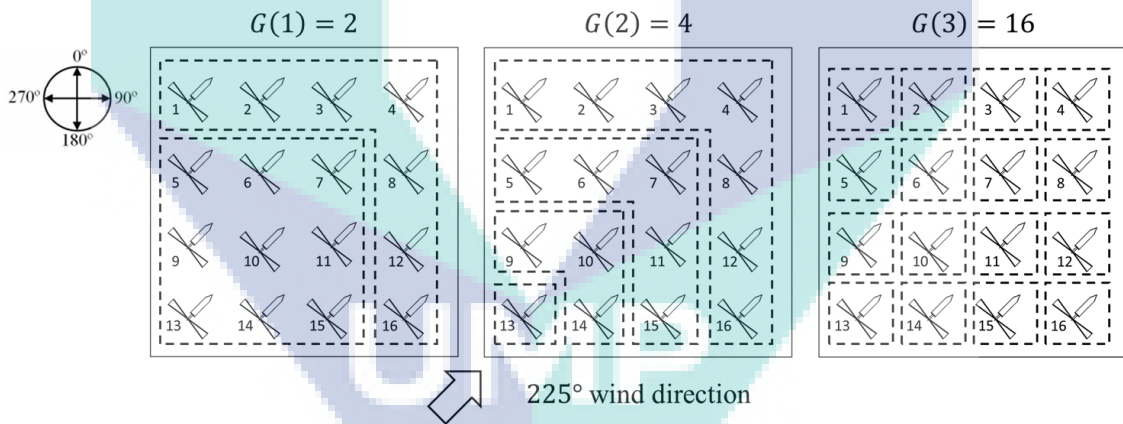 G(1) = 2
G(2) = 4
G(3) = 16
0°
270°
90°
180°
1 2 3 4
5 6 7 8
9 10 11 12
13 14 15 16
1 2 3 4
5 6 7 8
9 10 11 12
13 14 15 16
1 2 3 4
5 6 7 8
9 10 11 12
13 14 15 16
UMP
225° wind direction